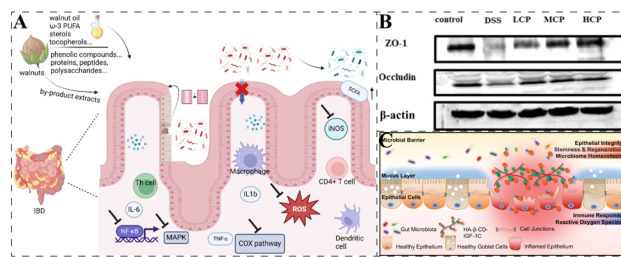 A
walnut oil
ω-3 PUFA
sterols
tocopherols...
phenolic compounds...
proteins, peptides,
polysaccharides...
walnuts
by-product extracts
IBD
SCFA
iNOS
Macrophage
CD4+ T cell
Th cell
IL-6
IL1b
ROS
NF-κB
MAPK
TNF-α
COX pathway
Dendritic
cell
B
control
DSS
LCP
MCP
HCP
ZO-1
Occludin
β-actin
C
Microbial Barrier
Epithelial Integrity
Stemness & Regeneration
Microbiome Homeostasis
Mucus Layer
Epithelial Cells
Immune Response
Reactive Oxygen Species
Gut Microbiota
HA-β-CD-
IGF-1C
Cell Junctions
Healthy Epithelium
Healthy Goblet Cells
Inflamed Epithelium